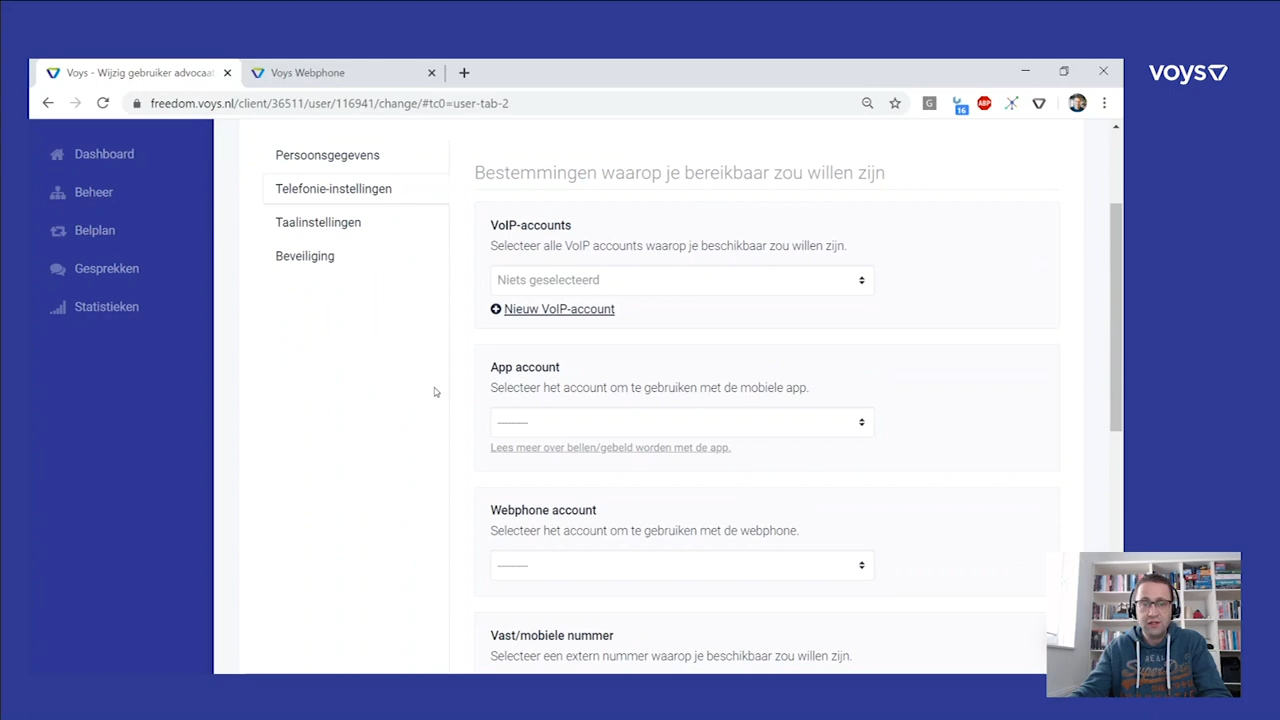 Voys - Wijzig gebruiker advocaat
Voys Webphone
voys
freedom.voys.nl/client/36511/user/116941/change/#tc0=user-tab-2
G
16
ABP
Dashboard
Beheer
Belplan
Gesprekken
Statistieken
Persoonsgegevens
Telefonie-instellingen
Taalinstellingen
Beveiliging
Bestemmingen waarop je bereikbaar zou willen zijn
VoIP-accounts
Selecteer alle VoIP accounts waarop je beschikbaar zou willen zijn.
Niets geselecteerd
Nieuw VoIP-account
App account
Selecteer het account om te gebruiken met de mobiele app.
---------
Lees meer over bellen/gebeld worden met de app.
Webphone account
Selecteer het account om te gebruiken met de webphone.
---------
Vast/mobiele nummer
Selecteer een extern nummer waarop je beschikbaar zou willen zijn.